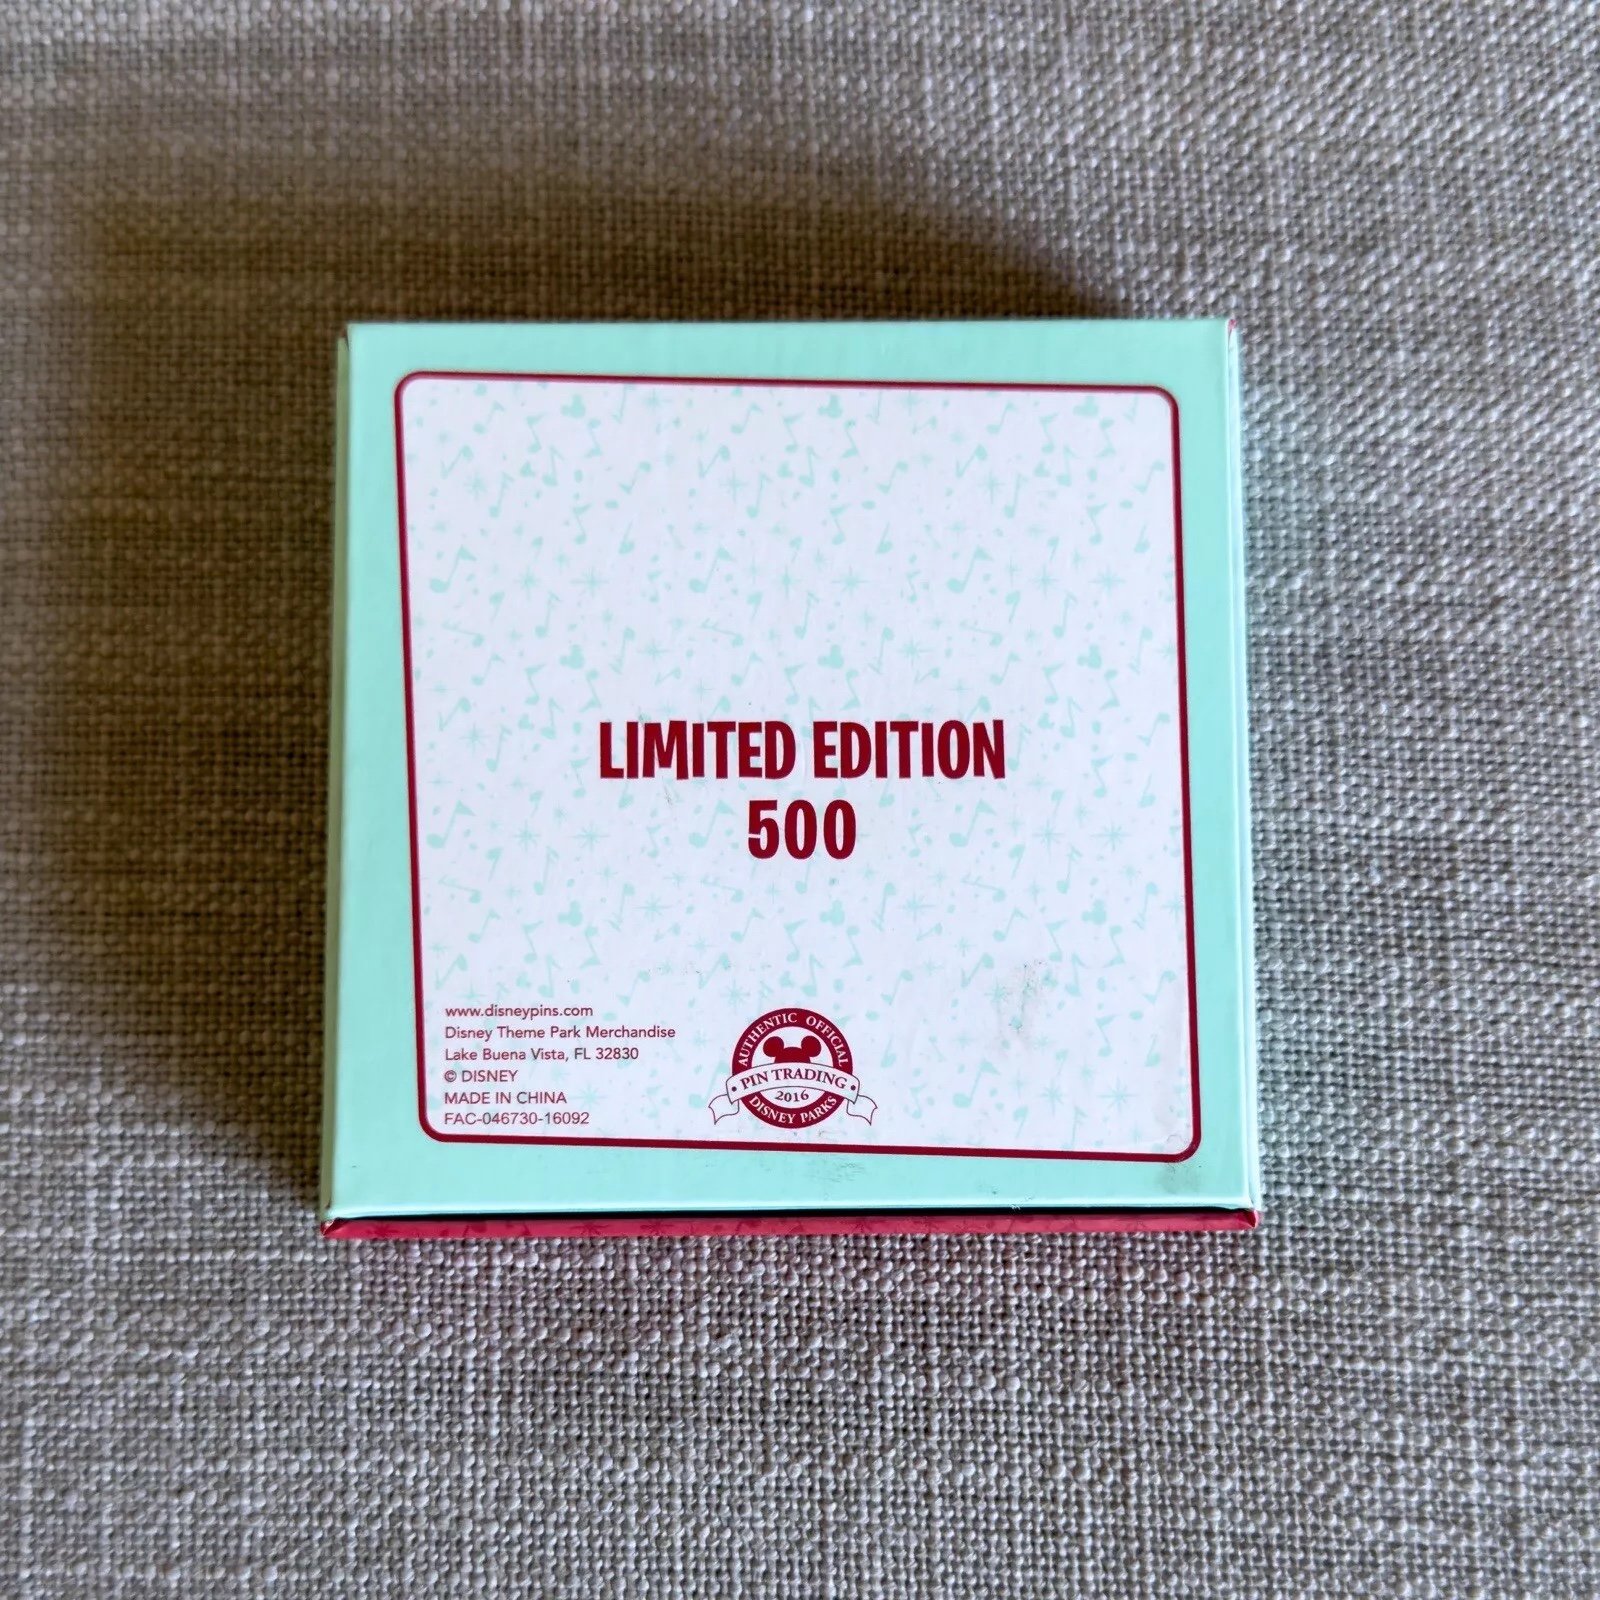 LIMITED EDITION
500
www.disneypins.com
Disney Theme Park Merchandise
Lake Buena Vista, FL 32830
© DISNEY
MADE IN CHINA
FAC-046730-16092
AUTHENTIC OFFICIAL
• PIN TRADING •
2016
DISNEY PARKS